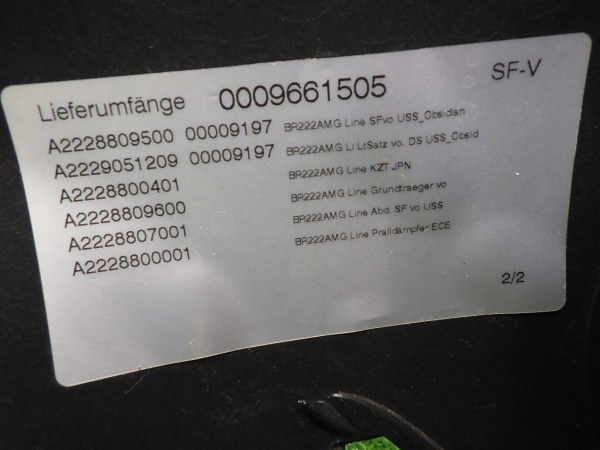 Lieferumfänge 0009661505 SF-V
A2228809500 00009197 BR222AMG Line SFvo USS_Obsidian
A2229051209 00009197 BR222AMG Li LtSatz vo. DS USS_Obsid
A2228800401 BR222AMG Line KZT JPN
A2228809600 BR222AMG Line Grundtraeger vo
A2228807001 BR222AMG Line Abd. SF vo USS
A2228800001 BR222AMG Line Pralldämpfer ECE
2/2